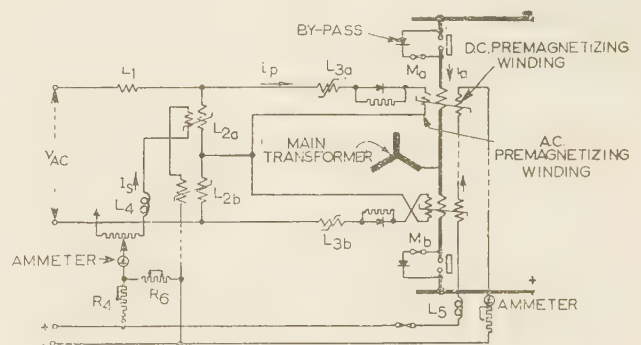 BY-PASS
L1
ip
L3a
Ma
Ia
D.C. PREMAGNETIZING
WINDING
L2a
VAC
MAIN
TRANSFORMER
A.C.
PREMAGNETIZING
WINDING
IS
L4
L2b
L3b
Mb
AMMETER
R4
R6
+
L5
AMMETER
+
-